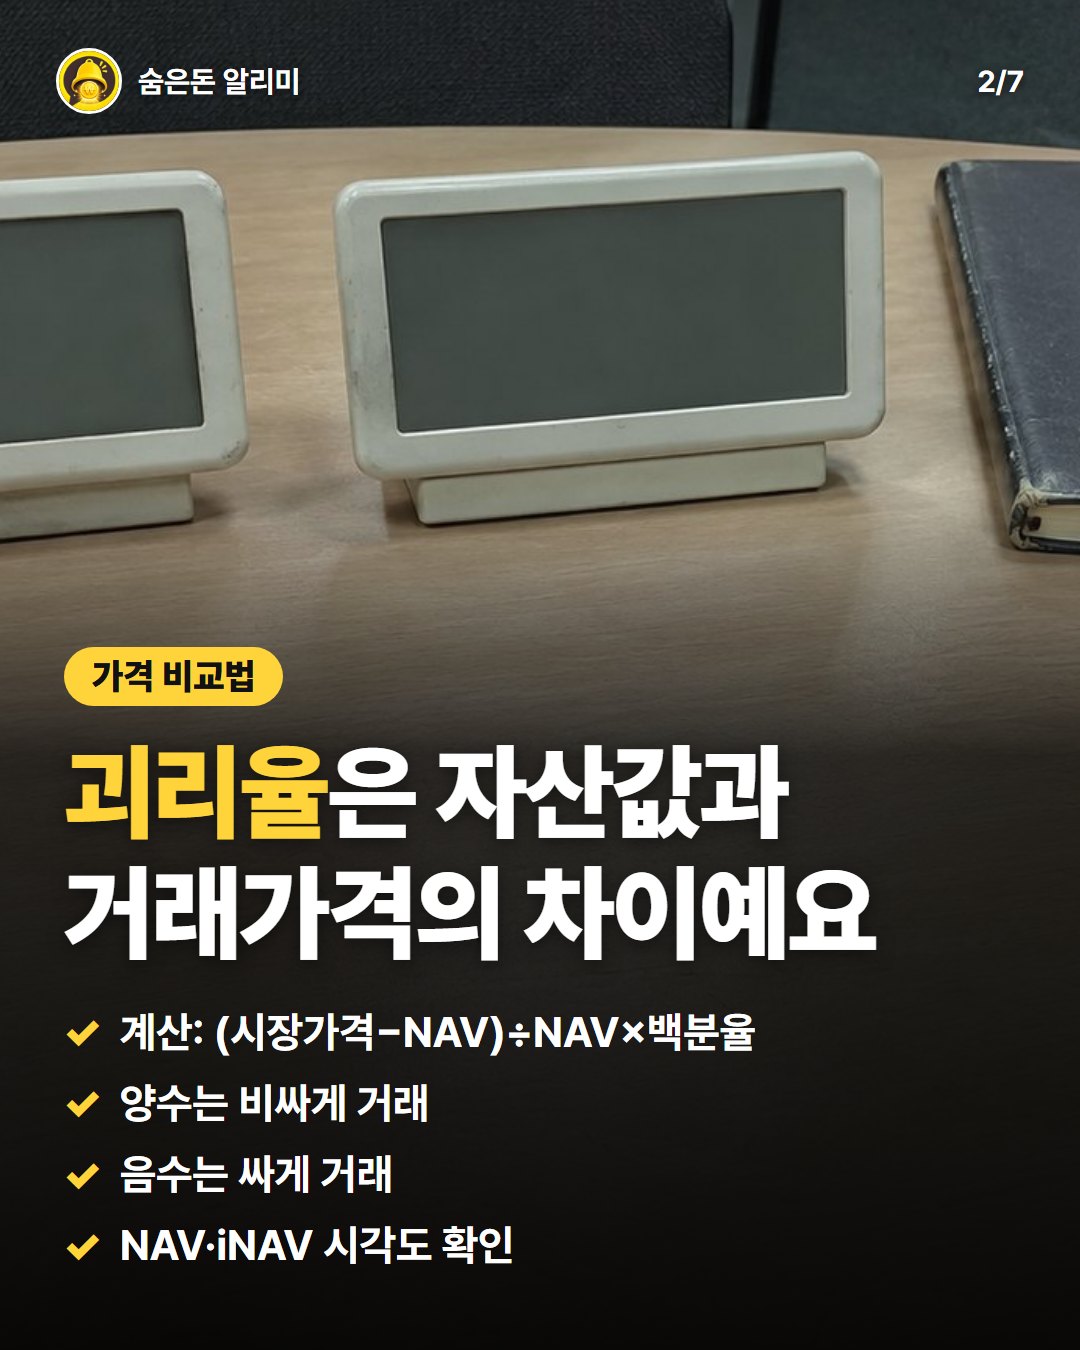 숨은돈 알리미
2/7
가격 비교법
괴리율은 자산값과
거래가격의 차이예요
계산: (시장가격−NAV)÷NAV×백분율
양수는 비싸게 거래
음수는 싸게 거래
NAV·iNAV 시각도 확인